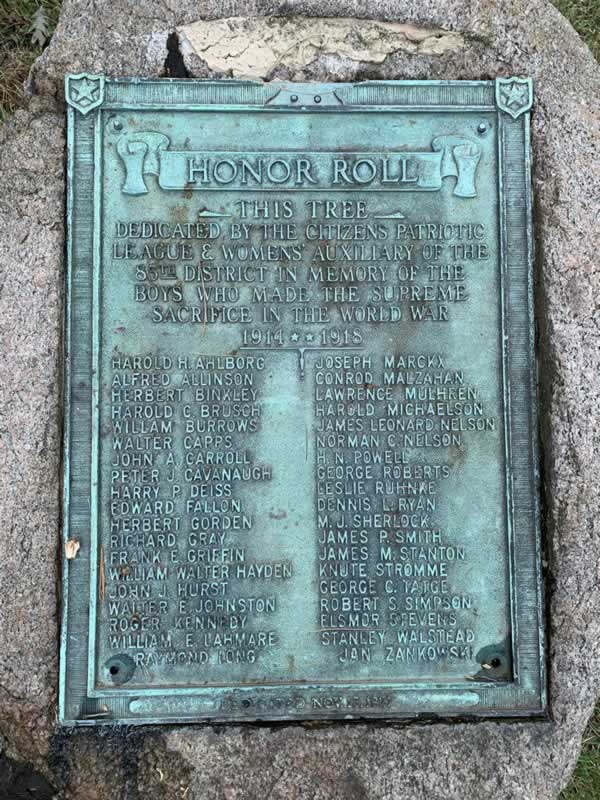 HONOR ROLL
THIS TREE
DEDICATED BY THE CITIZENS PATRIOTIC
LEAGUE & WOMENS' AUXILIARY OF THE
83RD DISTRICT IN MEMORY OF THE
BOYS WHO MADE THE SUPREME
SACRIFICE IN THE WORLD WAR
1914 ★ ★ 1918
HAROLD H. AHLBORG
ALFRED ALLINSON
HERBERT BINKLEY
HAROLD C. BRUSCH
WILLAM BURROWS
WALTER CAPPS
JOHN A. CARROLL
PETER J. CAVANAUGH
HARRY P. DEISS
EDWARD FALLON
HERBERT GORDEN
RICHARD GRAY
FRANK E. GRIFFIN
WILLIAM WALTER HAYDEN
JOHN J. HURST
WALTER E. JOHNSTON
ROGER KENNEDY
WILLIAM E. LAHMARE
RAYMOND LONG
JOSEPH MARCKX
CONROD MALZAHAN
LAWRENCE MULHREN
HAROLD MICHAELSON
JAMES LEONARD NELSON
NORMAN C. NELSON
H. N. POWELL
GEORGE ROBERTS
LESLIE RUHNKE
DENNIS L. RYAN
M. J. SHERLOCK
JAMES P. SMITH
JAMES M. STANTON
KNUTE STROMME
GEORGE C. TATGE
ROBERT S. SIMPSON
ELSMOR STEVENS
STANLEY WALSTEAD
JAN ZANKOWSKI
NOV.